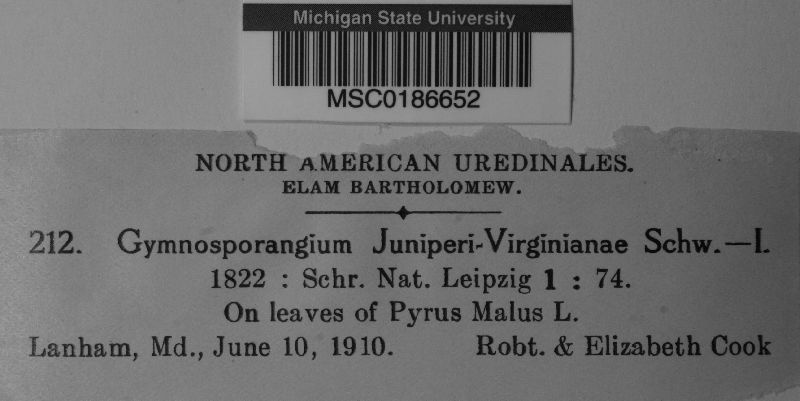 Michigan State University
MSC0186652
NORTH AMERICAN UREDINALES.
ELAM BARTHOLOMEW.
212. Gymnosporangium Juniperi-Virginianae Schw.—I.
1822 : Schr. Nat. Leipzig 1 : 74.
On leaves of Pyrus Malus L.
Lanham, Md., June 10, 1910. Robt. & Elizabeth Cook